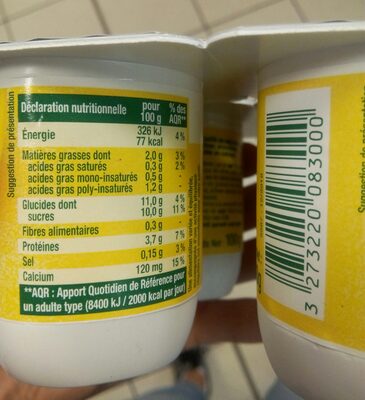 Suggestion de présentation
Déclaration nutritionnelle pour 100 g % des AQR**
Énergie 326 kJ 77 kcal 4%
Matières grasses dont 2,0 g 3%
acides gras saturés 0,3 g 2%
acides gras mono-insaturés 0,5 g -
acides gras poly-insaturés 1,2 g -
Glucides dont 11,0 g 4%
sucres 10,0 g 11%
Fibres alimentaires 0,3 g -
Protéines 3,7 g 7%
Sel 0,15 g 3%
Calcium 120 mg 15%
**AQR : Apport Quotidien de Référence pour
un adulte type (8400 kJ / 2000 kcal par jour)
3 273220 083000
Suggestion de présentation